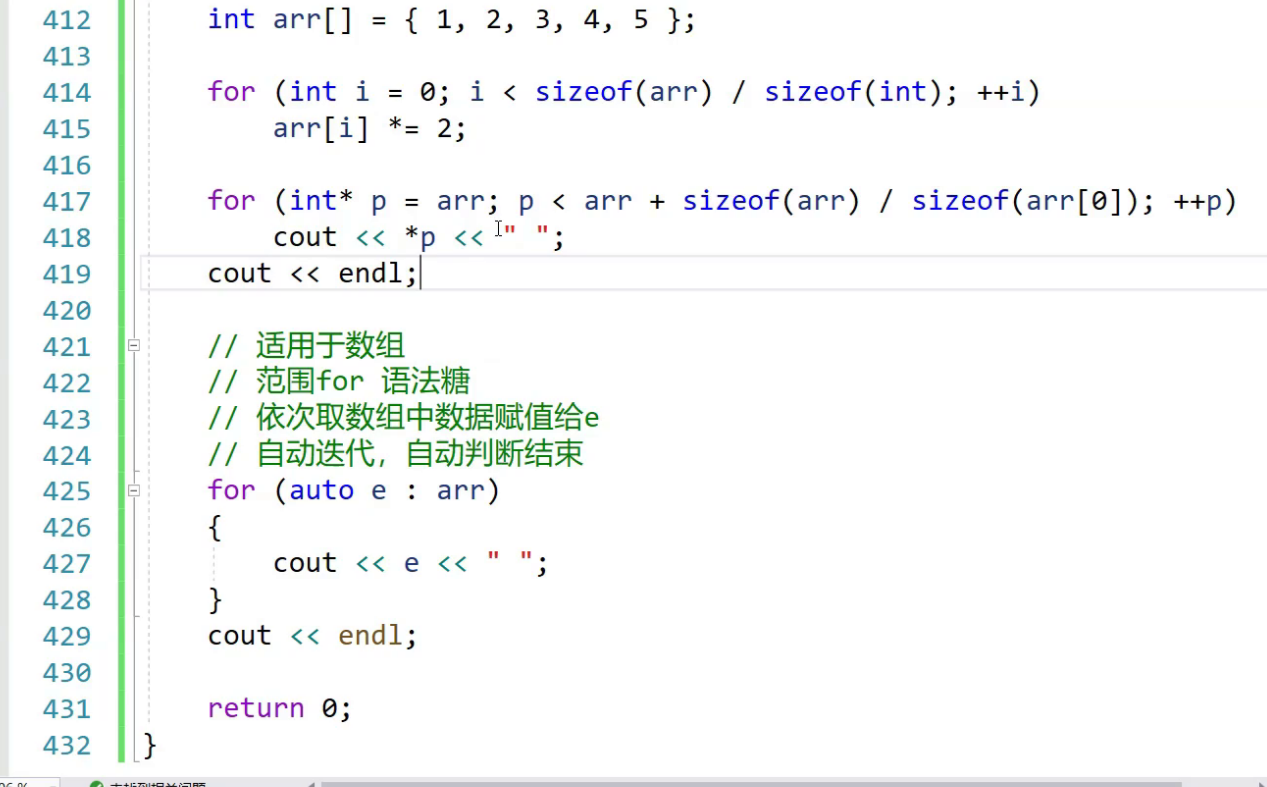 412 int arr[] = { 1, 2, 3, 4, 5 };
413
414 for (int i = 0; i < sizeof(arr) / sizeof(int); ++i)
415 arr[i] *= 2;
416
417 for (int* p = arr; p < arr + sizeof(arr) / sizeof(arr[0]); ++p)
418 cout << *p << " ";
419 cout << endl;
420
421 // 适用于数组
422 // 范围for 语法糖
423 // 依次取数组中数据赋值给e
424 // 自动迭代，自动判断结束
425 for (auto e : arr)
426 {
427 cout << e << " ";
428 }
429 cout << endl;
430
431 return 0;
432 }